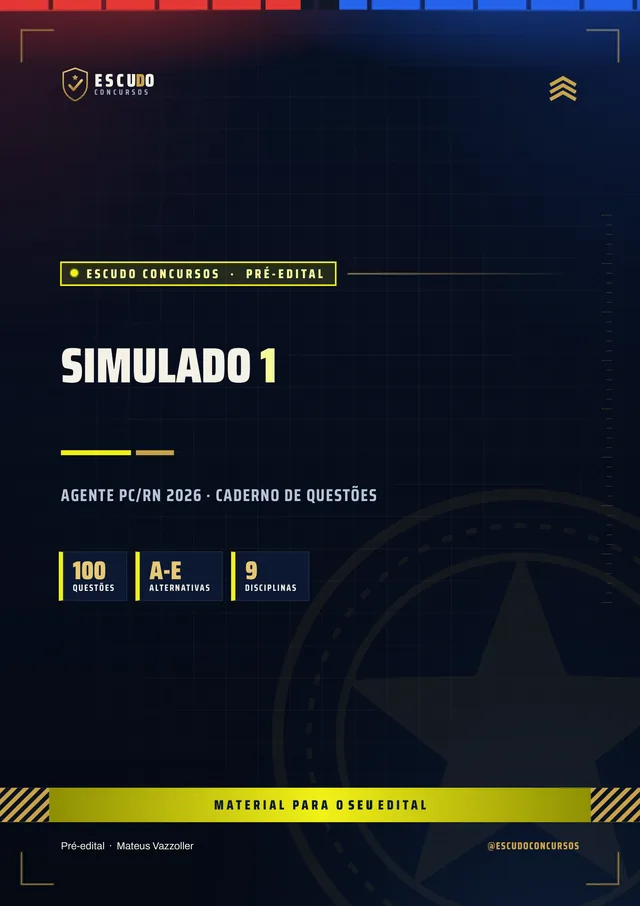 ESCUDO
CONCURSOS
ESCUDO CONCURSOS · PRÉ-EDITAL
SIMULADO 1
AGENTE PC/RN 2026 · CADERNO DE QUESTÕES
100
QUESTÕES
A-E
ALTERNATIVAS
9
DISCIPLINAS
MATERIAL PARA O SEU EDITAL
Pré-edital · Mateus Vazzoller
@ESCUDOCONCURSOS